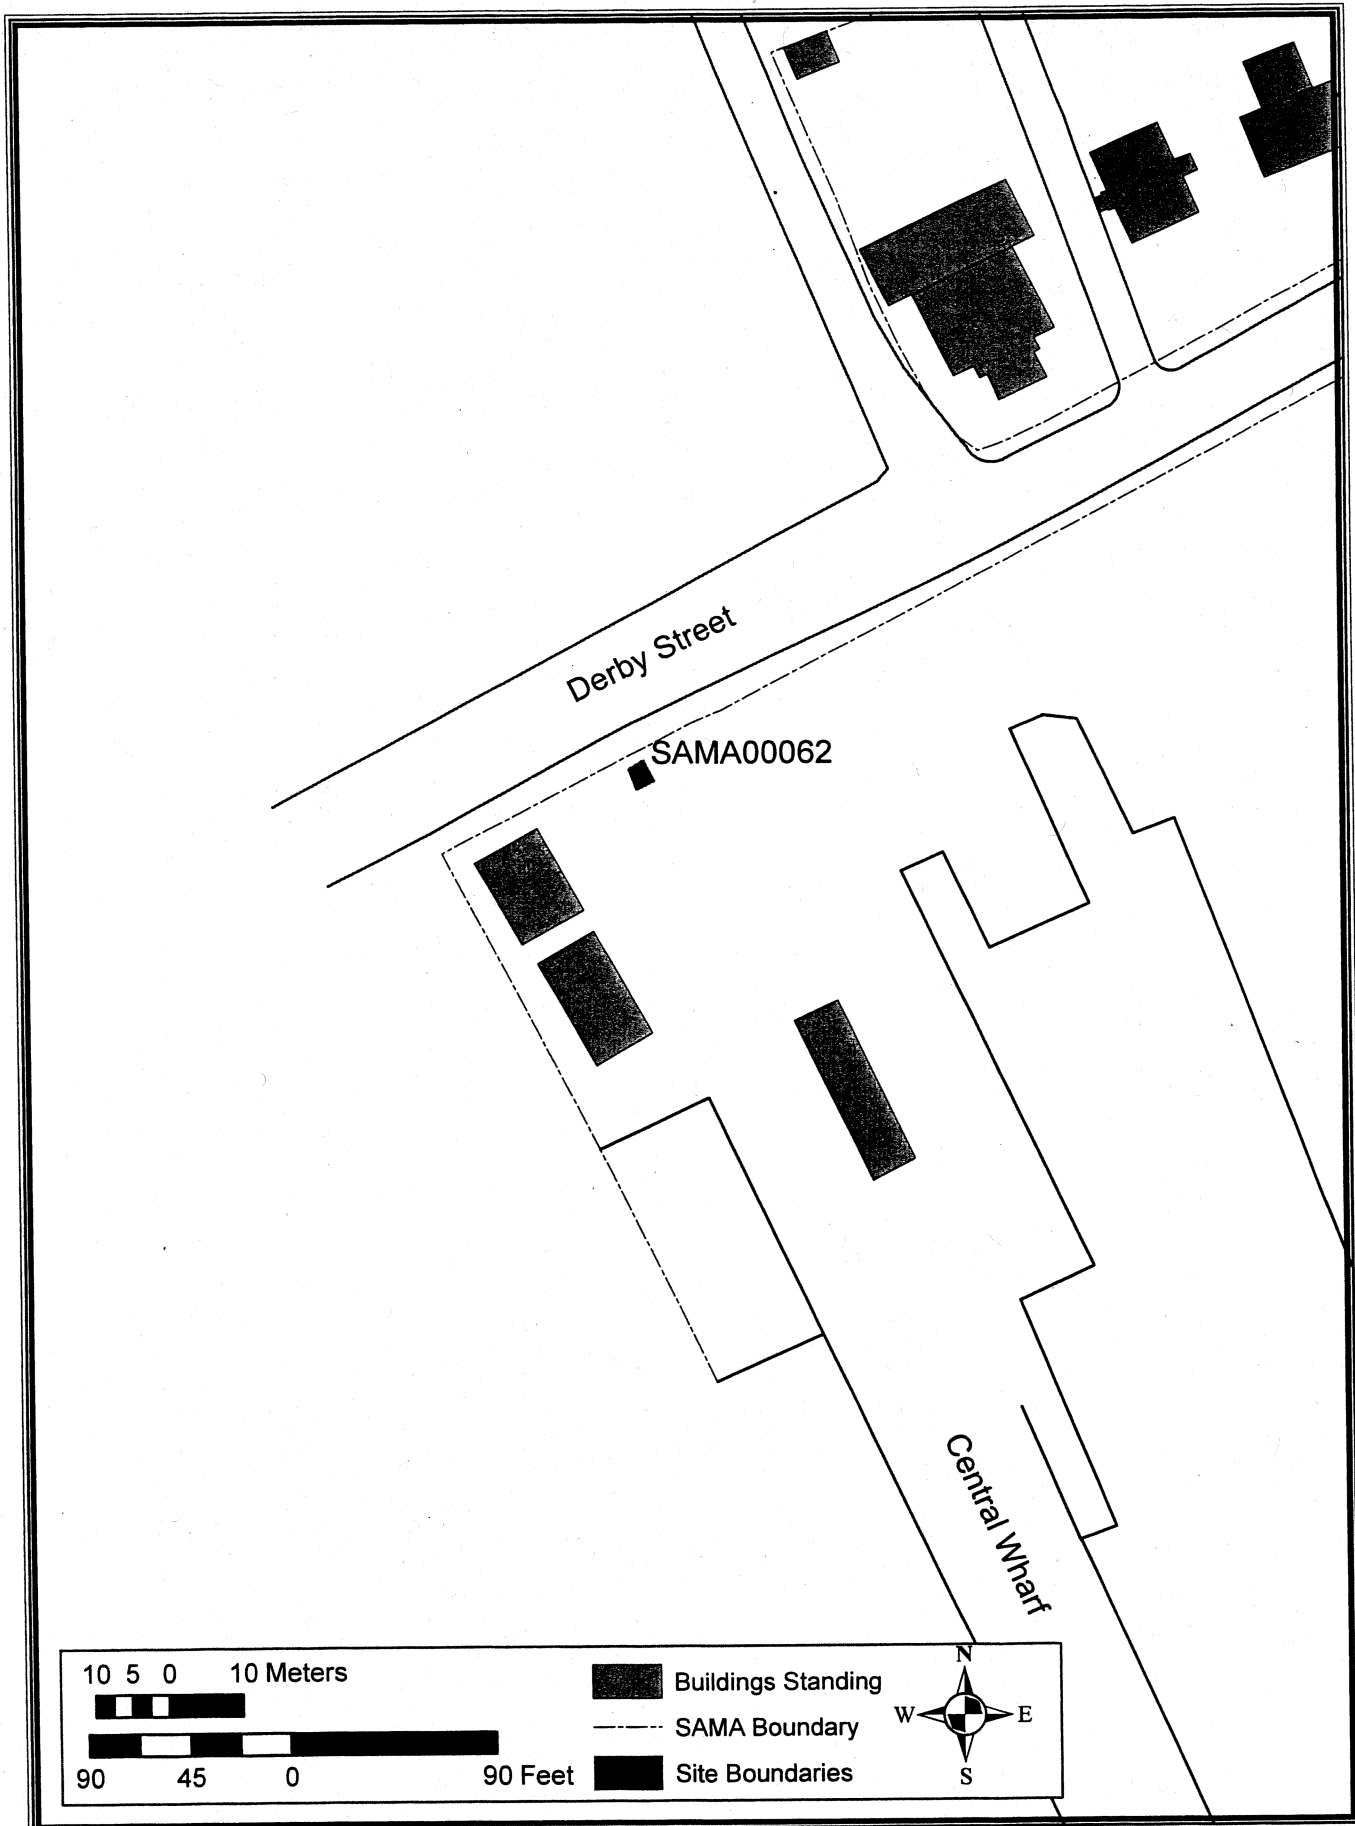 Derby Street
SAMA00062
Central Wharf
10 5 0 10 Meters
90 45 0 90 Feet
Buildings Standing
SAMA Boundary
Site Boundaries
N
W E
S